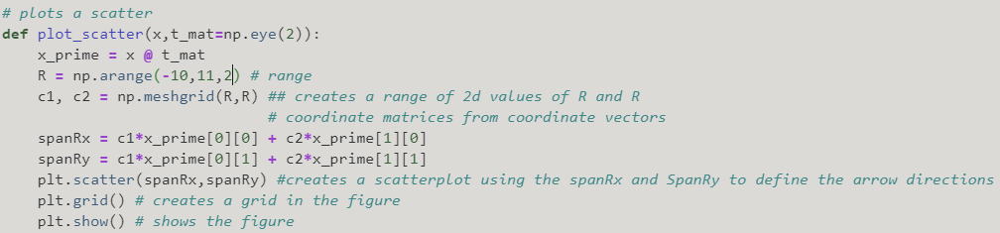 # plots a scatter
def plot_scatter(x,t_mat=np.eye(2)):
    x_prime = x @ t_mat
    R = np.arange(-10,11,2) # range
    c1, c2 = np.meshgrid(R,R) ## creates a range of 2d values of R and R
                              # coordinate matrices from coordinate vectors
    spanRx = c1*x_prime[0][0] + c2*x_prime[1][0]
    spanRy = c1*x_prime[0][1] + c2*x_prime[1][1]
    plt.scatter(spanRx,spanRy) #creates a scatterplot using the spanRx and SpanRy to define the arrow directions
    plt.grid() # creates a grid in the figure
    plt.show() # shows the figure